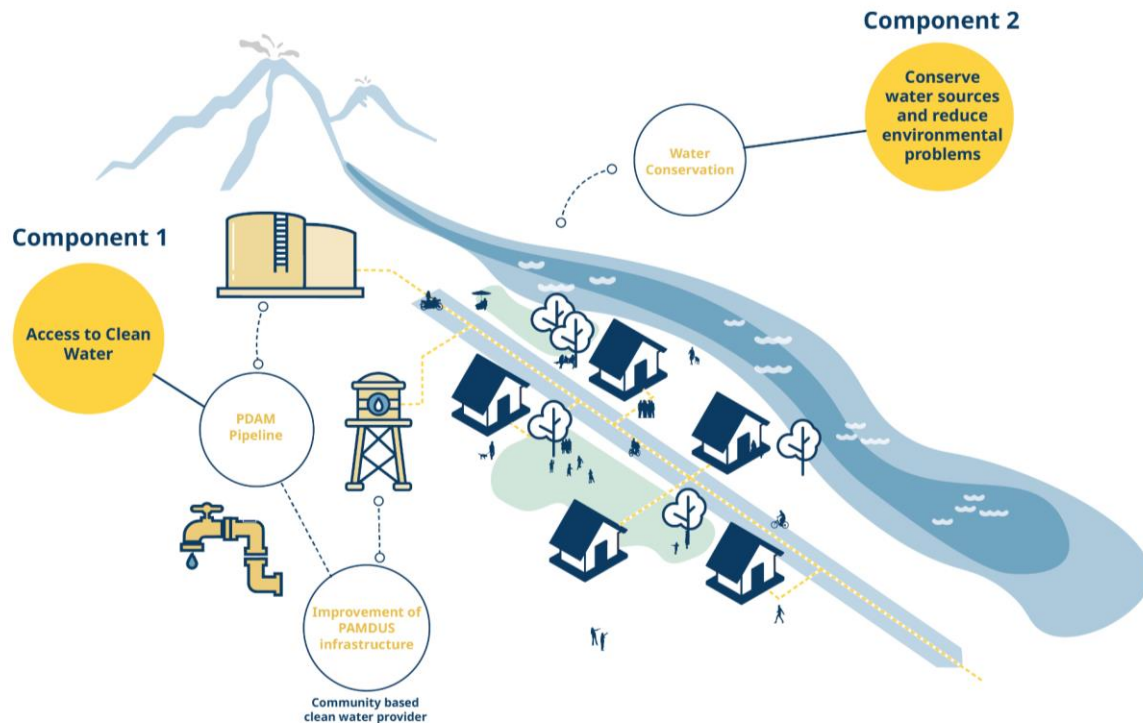 Component 2
Conserve
water sources
and reduce
environmental
problems
Water
Conservation
Component 1
Access to Clean
Water
PDAM
Pipeline
Improvement of
PAMDUS
infrastructure
Community based
clean water provider